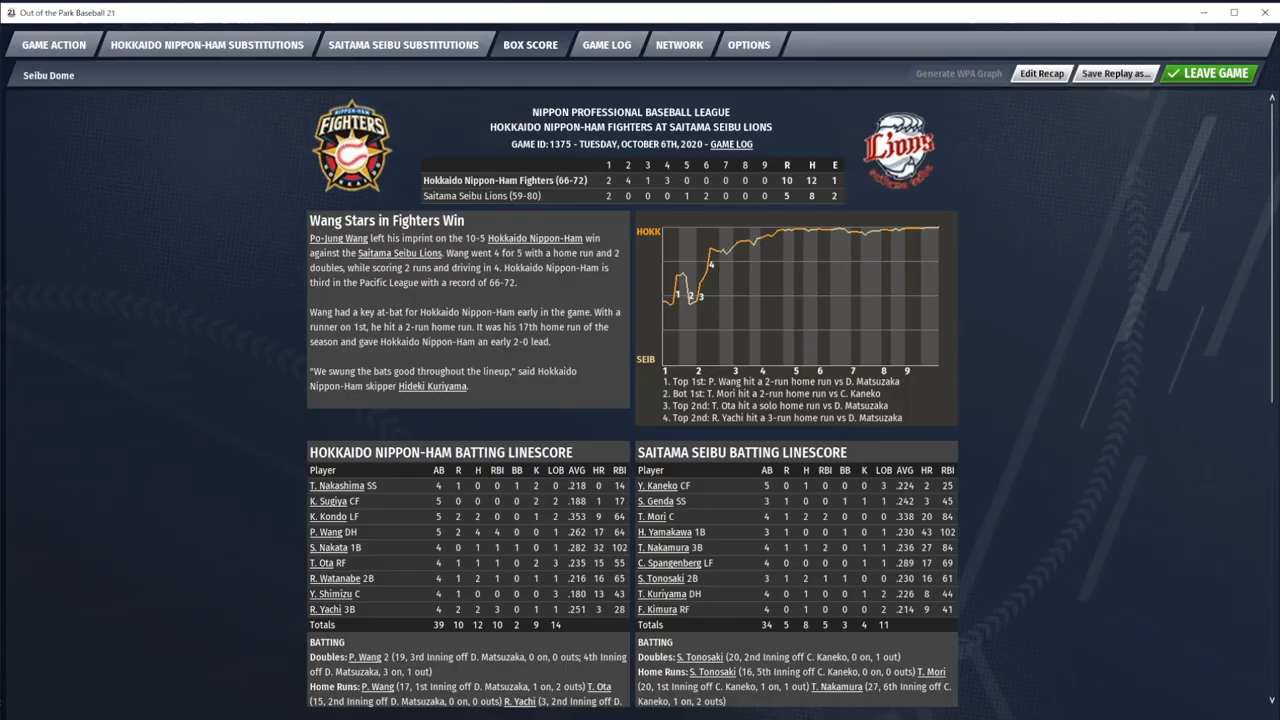 21 Out of the Park Baseball 21
GAME ACTION HOKKAIDO NIPPON-HAM SUBSTITUTIONS SAITAMA SEIBU SUBSTITUTIONS BOX SCORE GAME LOG NETWORK OPTIONS
Seibu Dome Generate WPA Graph Edit Recap Save Replay as... LEAVE GAME
NIPPON-HAM
FIGHTERS
HOKKAIDO
Lions
NIPPON PROFESSIONAL BASEBALL LEAGUE
HOKKAIDO NIPPON-HAM FIGHTERS AT SAITAMA SEIBU LIONS
GAME ID: 1375 - TUESDAY, OCTOBER 6TH, 2020 - GAME LOG
1 2 3 4 5 6 7 8 9 R H E
Hokkaido Nippon-Ham Fighters (66-72) 2 4 1 3 0 0 0 0 0 10 12 1
Saitama Seibu Lions (59-80) 2 0 0 0 1 2 0 0 0 5 8 2
Wang Stars in Fighters Win
Po-Jung Wang left his imprint on the 10-5 Hokkaido Nippon-Ham win
against the Saitama Seibu Lions. Wang went 4 for 5 with a home run and 2
doubles, while scoring 2 runs and driving in 4. Hokkaido Nippon-Ham is
third in the Pacific League with a record of 66-72.
Wang had a key at-bat for Hokkaido Nippon-Ham early in the game. With a
runner on 1st, he hit a 2-run home run. It was his 17th home run of the
season and gave Hokkaido Nippon-Ham an early 2-0 lead.
"We swung the bats good throughout the lineup," said Hokkaido
Nippon-Ham skipper Hideki Kuriyama.
HOKK
4
1 2 3
SEIB
1 2 3 4 5 6 7 8 9
1. Top 1st: P. Wang hit a 2-run home run vs D. Matsuzaka
2. Bot 1st: T. Mori hit a 2-run home run vs C. Kaneko
3. Top 2nd: T. Ota hit a solo home run vs D. Matsuzaka
4. Top 2nd: R. Yachi hit a 3-run home run vs D. Matsuzaka
HOKKAIDO NIPPON-HAM BATTING LINESCORE
Player AB R H RBI BB K LOB AVG HR RBI
T. Nakashima SS 4 1 0 0 1 2 0 .218 0 14
K. Sugiya CF 5 0 0 0 0 2 2 .188 1 17
K. Kondo LF 5 2 2 0 0 1 2 .353 9 64
P. Wang DH 5 2 4 4 0 0 1 .262 17 64
S. Nakata 1B 4 0 1 1 1 0 1 .282 32 102
T. Ota RF 4 1 1 1 0 2 3 .235 15 55
R. Watanabe 2B 4 1 2 1 0 1 1 .216 16 65
Y. Shimizu C 4 1 0 0 0 0 3 .180 13 43
R. Yachi 3B 4 2 2 3 0 1 1 .251 3 28
Totals 39 10 12 10 2 9 14
BATTING
Doubles: P. Wang 2 (19, 3rd Inning off D. Matsuzaka, 0 on, 0 outs; 4th Inning
off D. Matsuzaka, 3 on, 1 out)
Home Runs: P. Wang (17, 1st Inning off D. Matsuzaka, 1 on, 2 outs) T. Ota
(15, 2nd Inning off D. Matsuzaka, 0 on, 0 outs) R. Yachi (3, 2nd Inning off D.
SAITAMA SEIBU BATTING LINESCORE
Player AB R H RBI BB K LOB AVG HR RBI
Y. Kaneko CF 5 0 1 0 0 0 3 .224 2 25
S. Genda SS 3 1 0 0 1 1 1 .242 3 45
T. Mori C 4 1 2 2 0 0 0 .338 20 84
H. Yamakawa 1B 3 1 0 0 1 0 1 .230 43 102
T. Nakamura 3B 4 1 1 2 0 1 1 .236 27 84
C. Spangenberg LF 4 0 0 0 0 1 1 .289 17 69
S. Tonosaki 2B 3 1 2 1 1 0 0 .230 16 61
T. Kuriyama DH 4 0 1 0 0 1 2 .226 8 44
F. Kimura RF 4 0 1 0 0 0 2 .214 9 41
Totals 34 5 8 5 3 4 11
BATTING
Doubles: S. Tonosaki (20, 2nd Inning off C. Kaneko, 0 on, 1 out)
Home Runs: S. Tonosaki (16, 5th Inning off C. Kaneko, 0 on, 0 outs) T. Mori
(20, 1st Inning off C. Kaneko, 1 on, 1 out) T. Nakamura (27, 6th Inning off C.
Kaneko, 1 on, 2 outs)